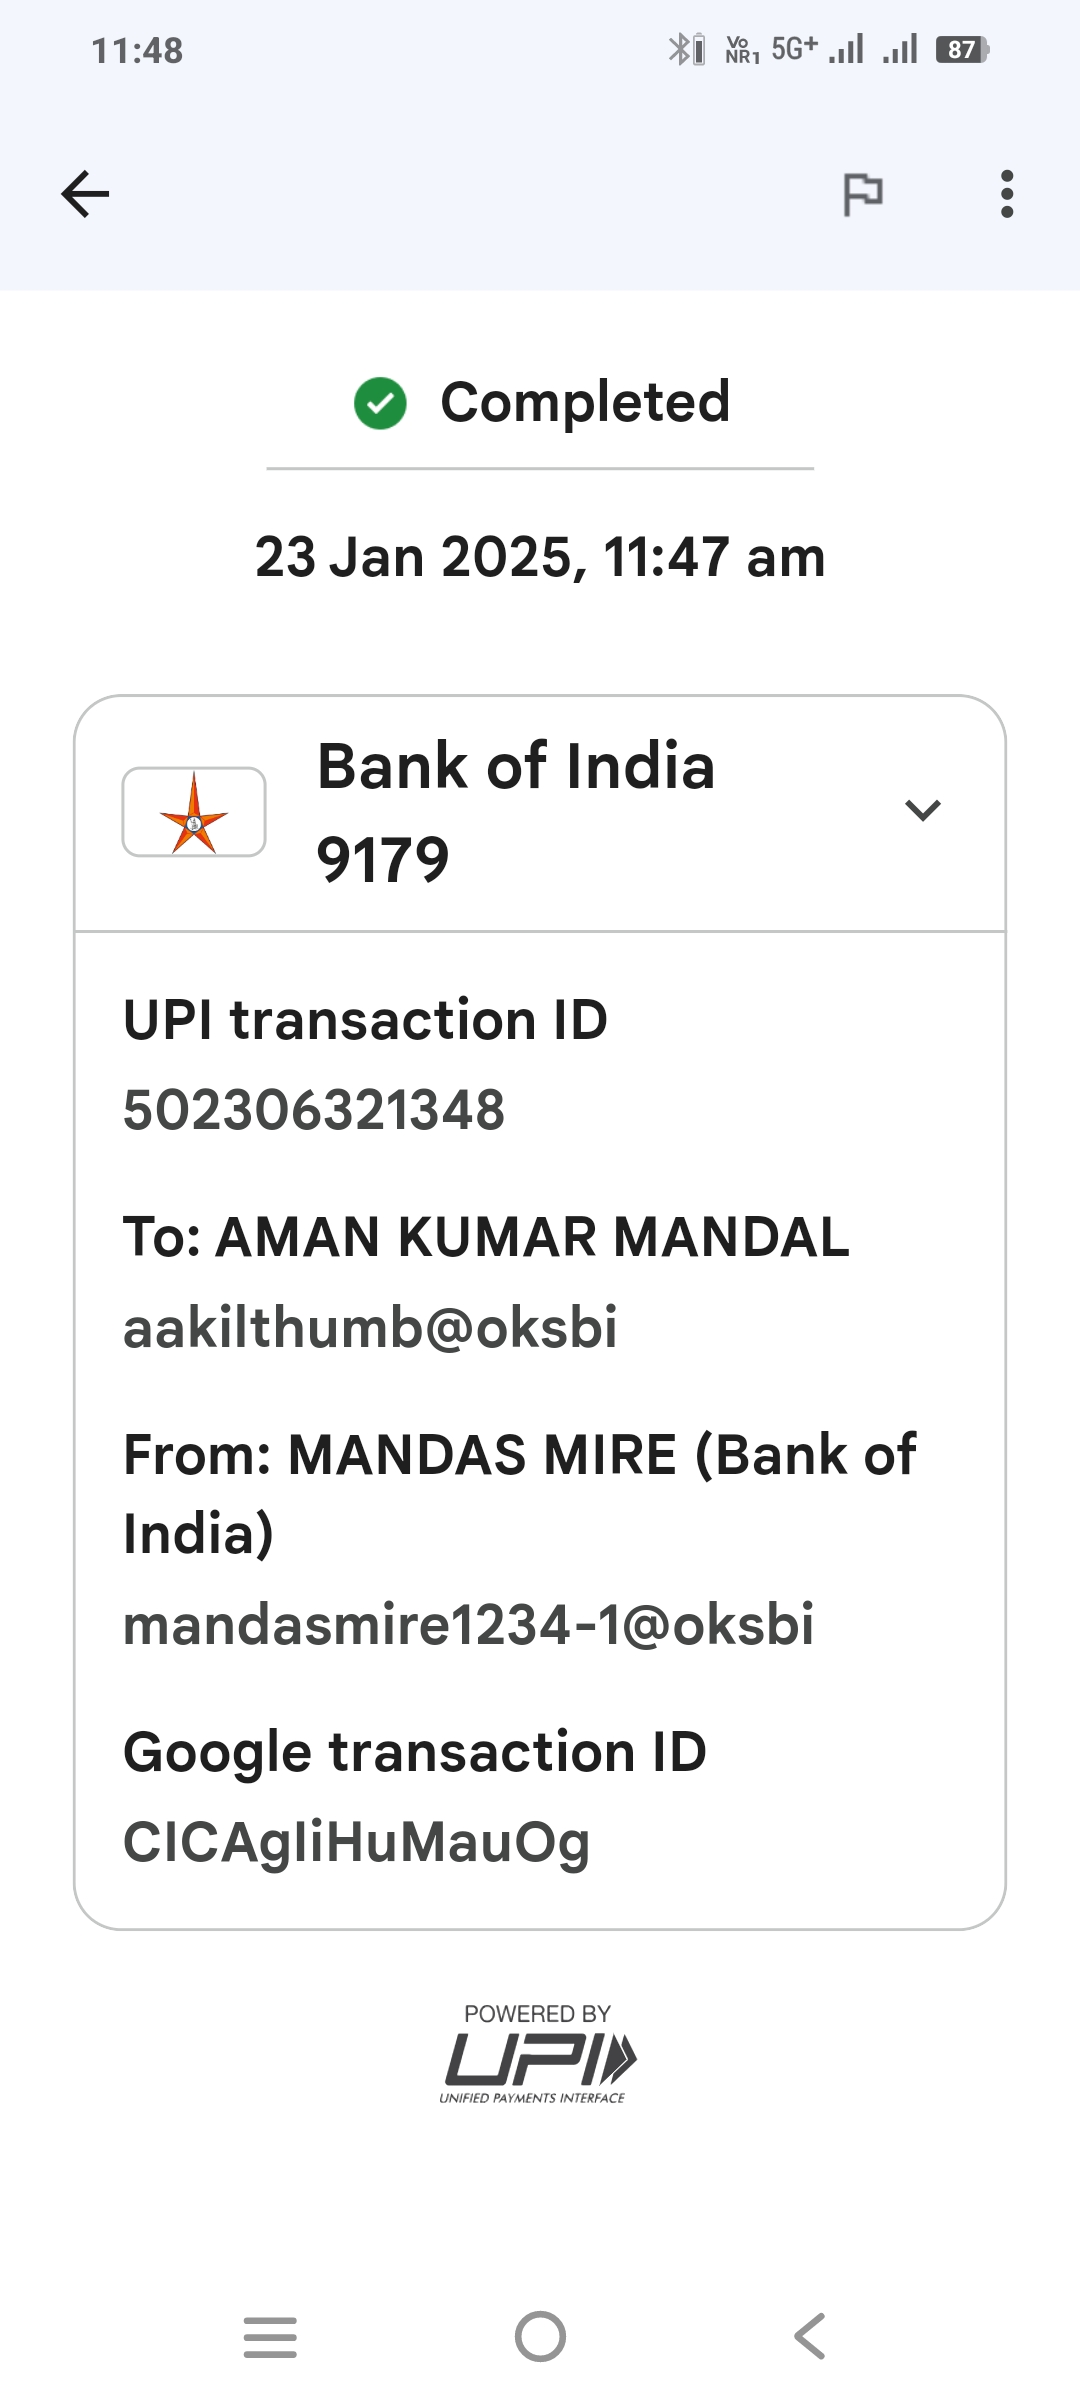 11:48
Vo NR1 5G+ 87
Completed
23 Jan 2025, 11:47 am
Bank of India
9179
UPI transaction ID
502306321348
To: AMAN KUMAR MANDAL
aakilthumb@oksbi
From: MANDAS MIRE (Bank of
India)
mandasmire1234-1@oksbi
Google transaction ID
CICAgIiHuMauOg
POWERED BY
UPI
UNIFIED PAYMENTS INTERFACE